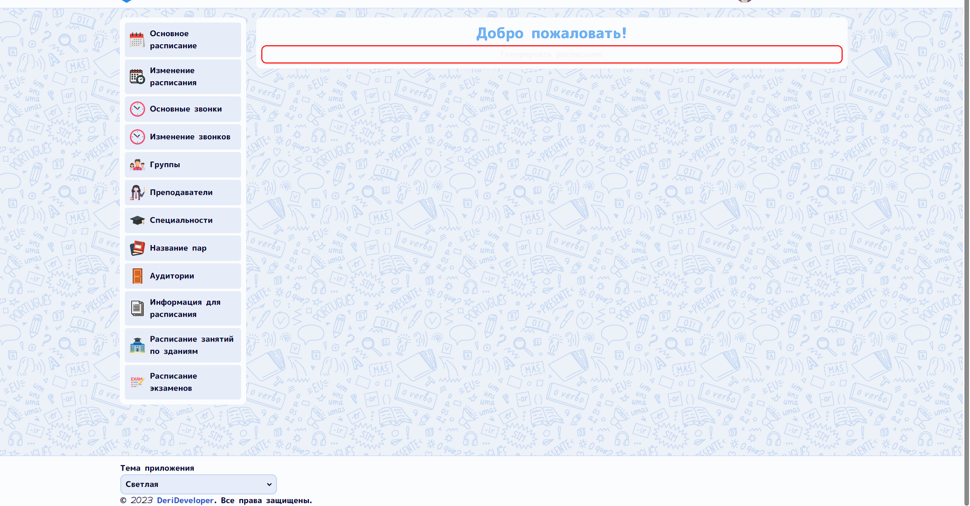 Добро пожаловать!
Основное
расписание
Изменение
расписания
Основные звонки
Изменение звонков
Группы
Преподаватели
Специальности
Название пар
Аудитории
Информация для
расписания
Расписание занятий
по зданиям
Расписание
экзаменов
Тема приложения
Светлая
© 2023 DeriDeveloper. Все права защищены.